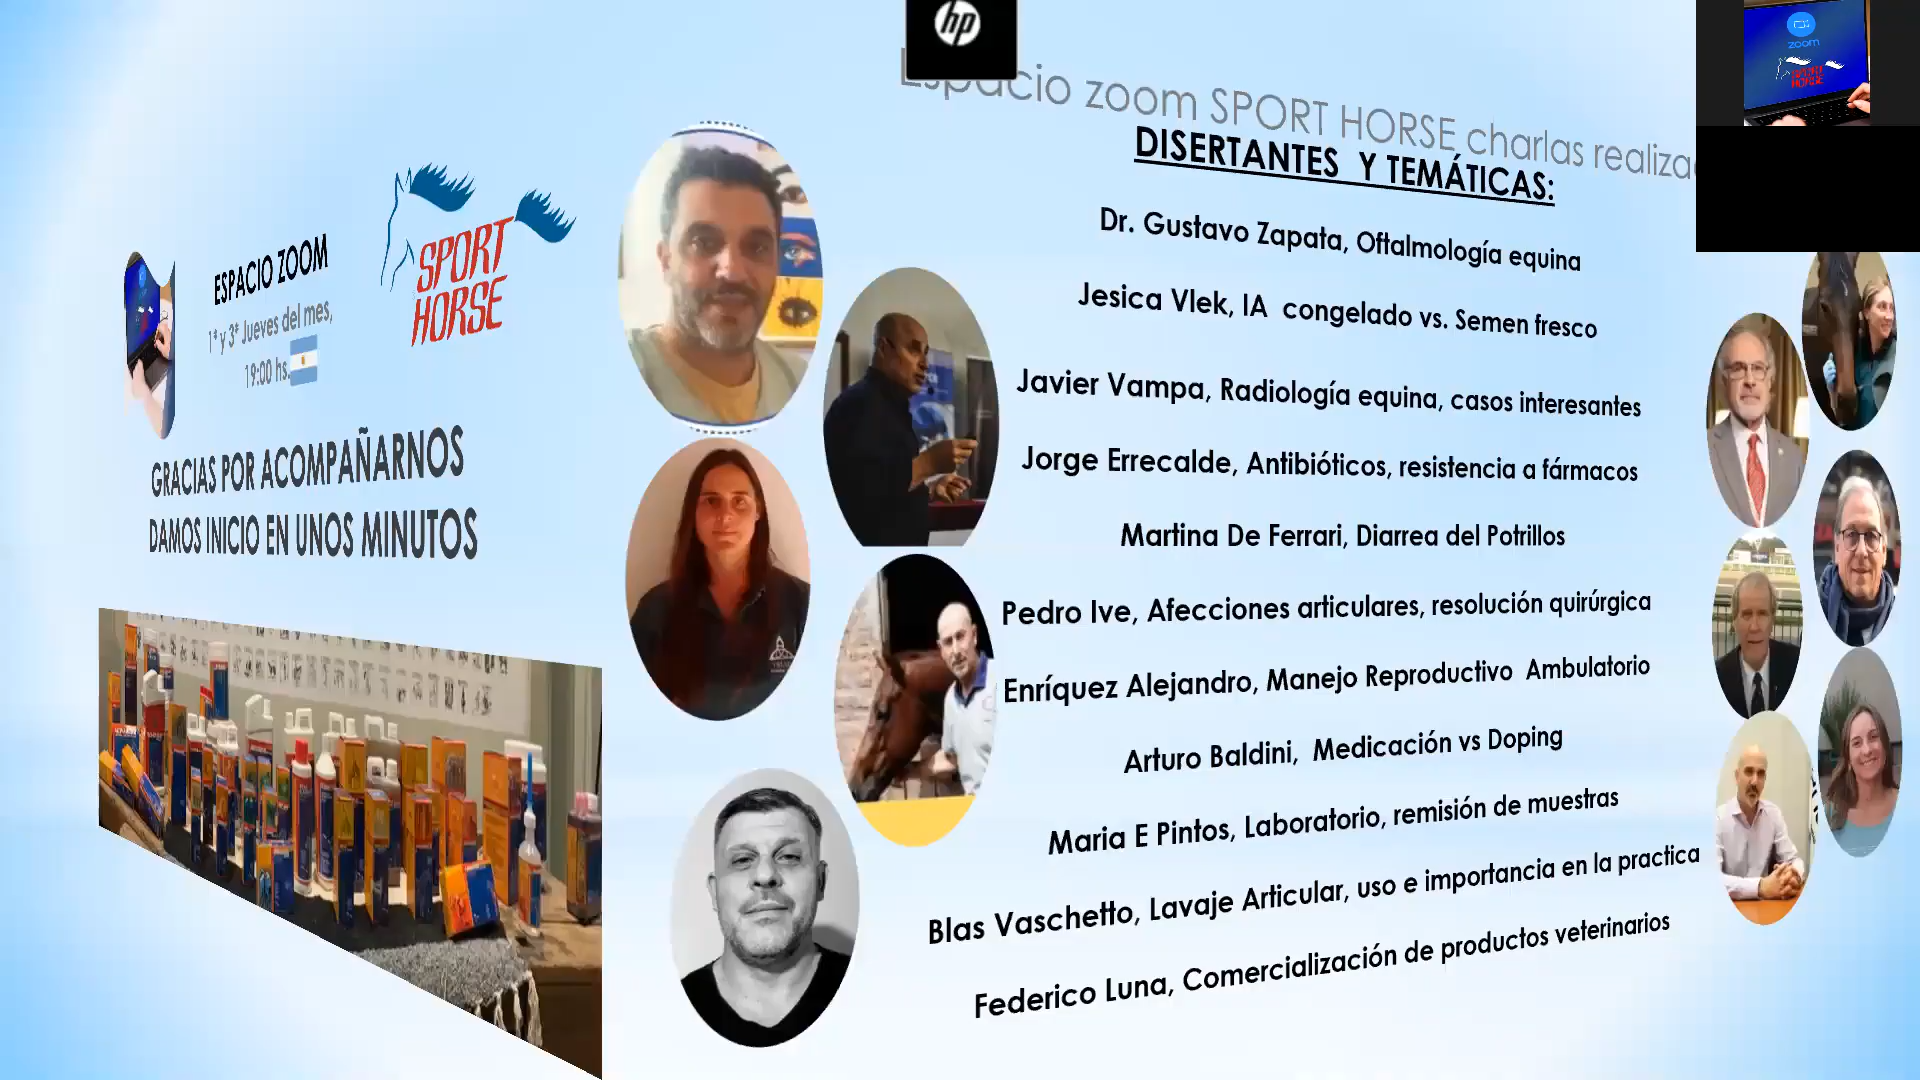 hp
zoom
SPORT
HORSE
Espacio zoom SPORT HORSE charlas realiza
DISERTANTES Y TEMÁTICAS:
ESPACIO ZOOM
1º y 3º Jueves del mes,
19:00 hs.
SPORT
HORSE
GRACIAS POR ACOMPAÑARNOS
DAMOS INICIO EN UNOS MINUTOS
Dr. Gustavo Zapata, Oftalmología equina
Jesica Vlek, IA congelado vs. Semen fresco
Javier Vampa, Radiología equina, casos interesantes
Jorge Errecalde, Antibióticos, resistencia a fármacos
Martina De Ferrari, Diarrea del Potrillos
Pedro Ive, Afecciones articulares, resolución quirúrgica
Enríquez Alejandro, Manejo Reproductivo Ambulatorio
Arturo Baldini, Medicación vs Doping
Maria E Pintos, Laboratorio, remisión de muestras
Blas Vaschetto, Lavaje Articular, uso e importancia en la practica
Federico Luna, Comercialización de productos veterinarios